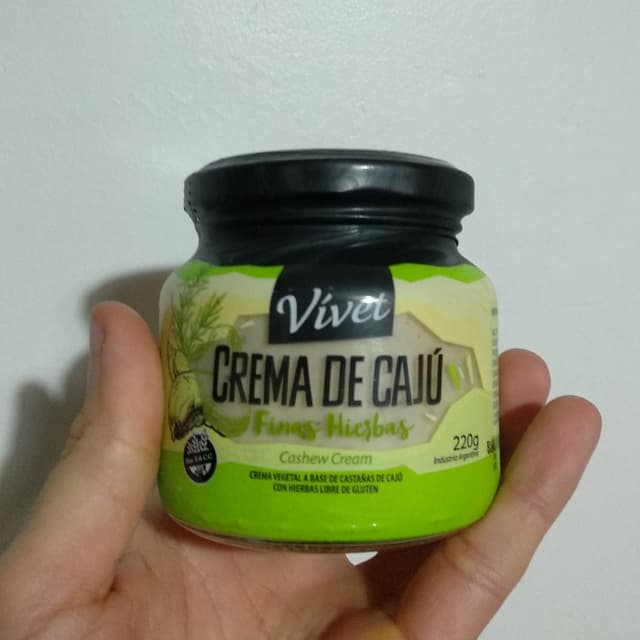 Vívet
CREMA DE CAJÚ
Finas Hierbas
Cashew Cream
220g
Industria Argentina
CREMA VEGETAL A BASE DE CASTAÑAS DE CAJÚ
CON HIERBAS LIBRE DE GLUTEN